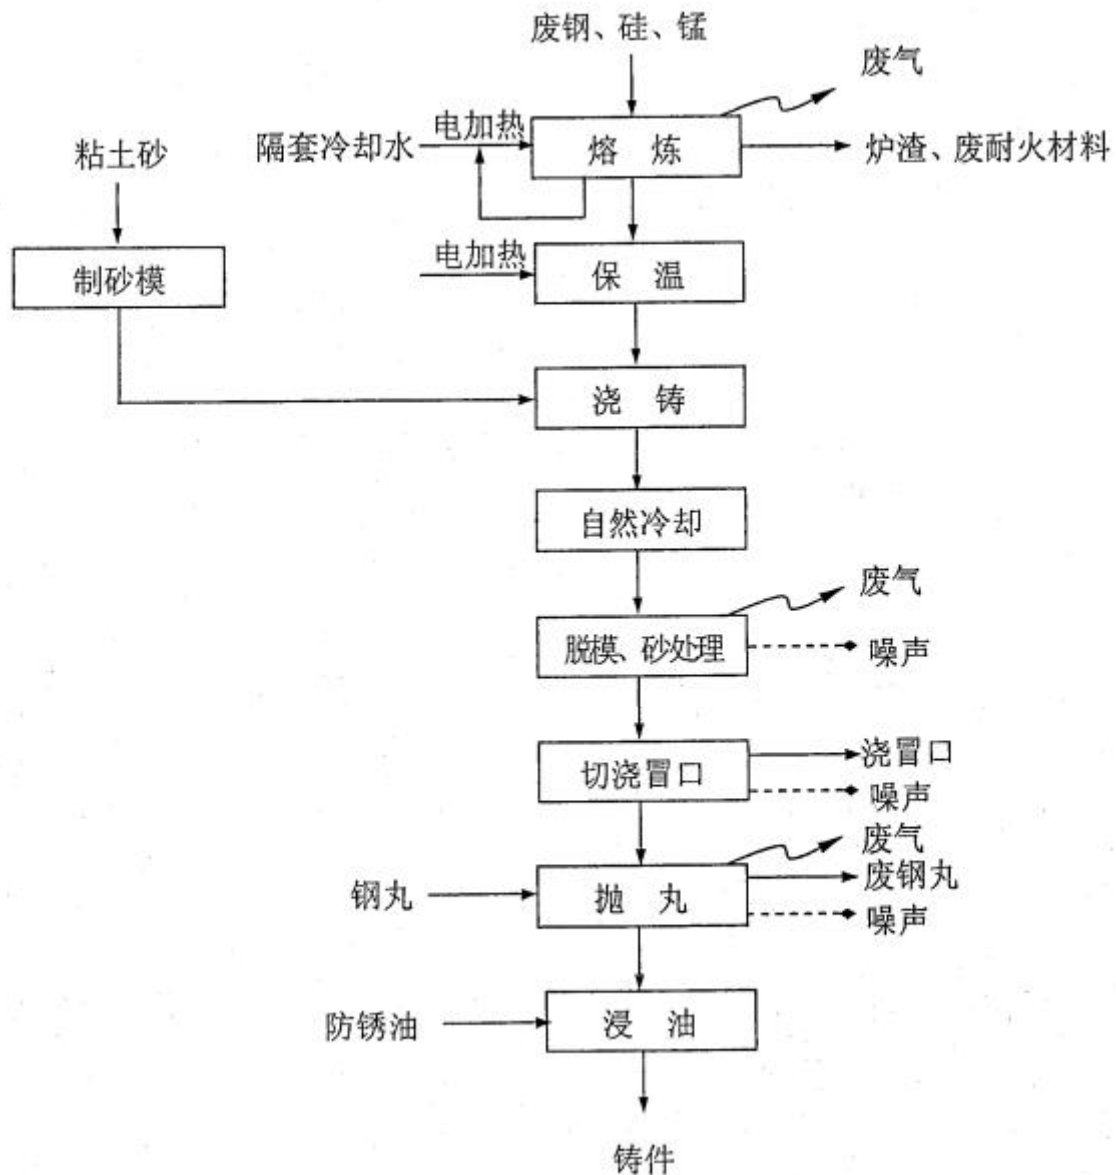 废钢、硅、锰
废气
电加热
隔套冷却水
熔 炼
炉渣、废耐火材料
粘土砂
制砂模
电加热
保 温
浇 铸
自然冷却
废气
脱模、砂处理
噪声
切浇冒口
浇冒口
噪声
废气
钢丸
抛 丸
废钢丸
噪声
防锈油
浸 油
铸件